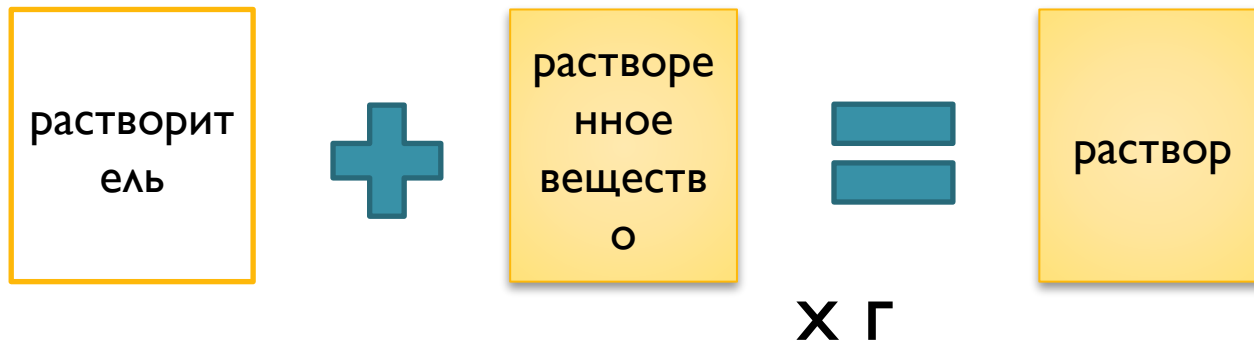 растворит
ель
растворе
нное
веществ
о
раствор
х г